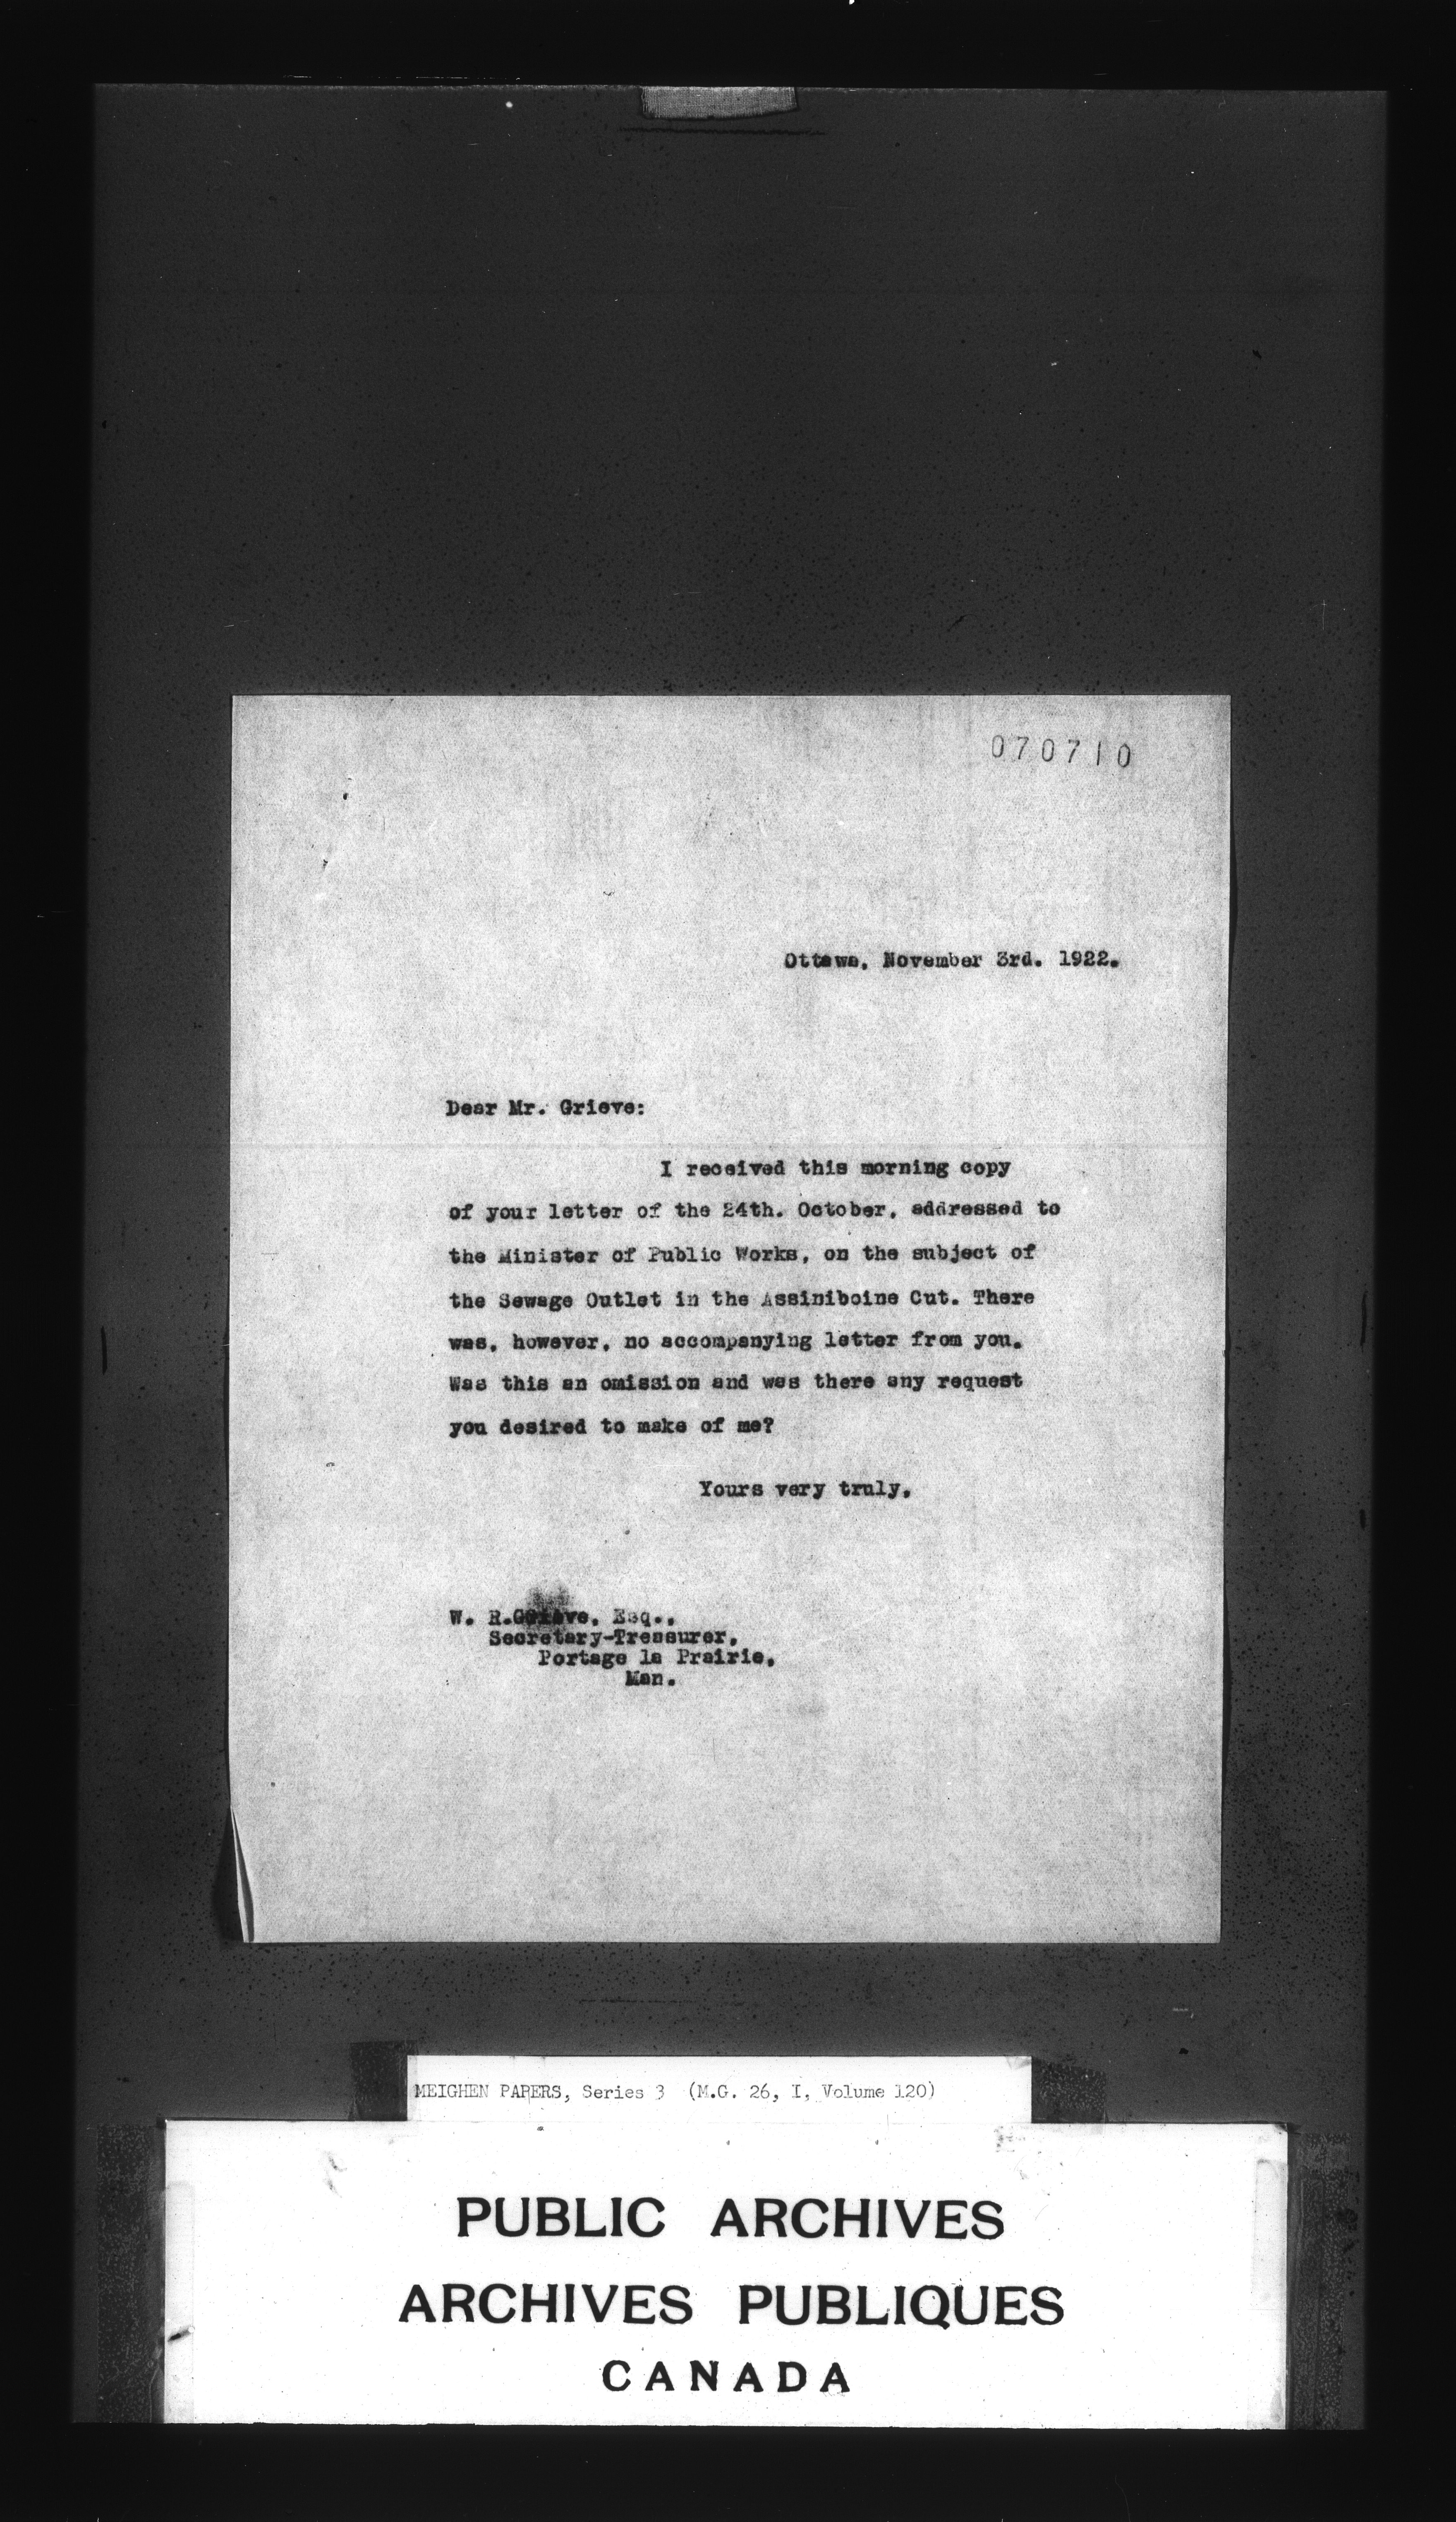 070710
Ottawa, November 3rd. 1922.
Dear Mr. Grieve:
I received this morning copy
of your letter of the 24th. October, addressed to
the Minister of Public Works, on the subject of
the Sewage Outlet in the Assiniboine Cut. There
was, however, no accompanying letter from you.
Was this an omission and was there any request
you desired to make of me?
Yours very truly,
W. R.Grieve, Esq.,
Secretary-Treasurer,
Portage la Prairie,
Man.
MEIGHEN PAPERS, Series 3 (M.G. 26, I, Volume 120)
PUBLIC ARCHIVES
ARCHIVES PUBLIQUES
CANADA